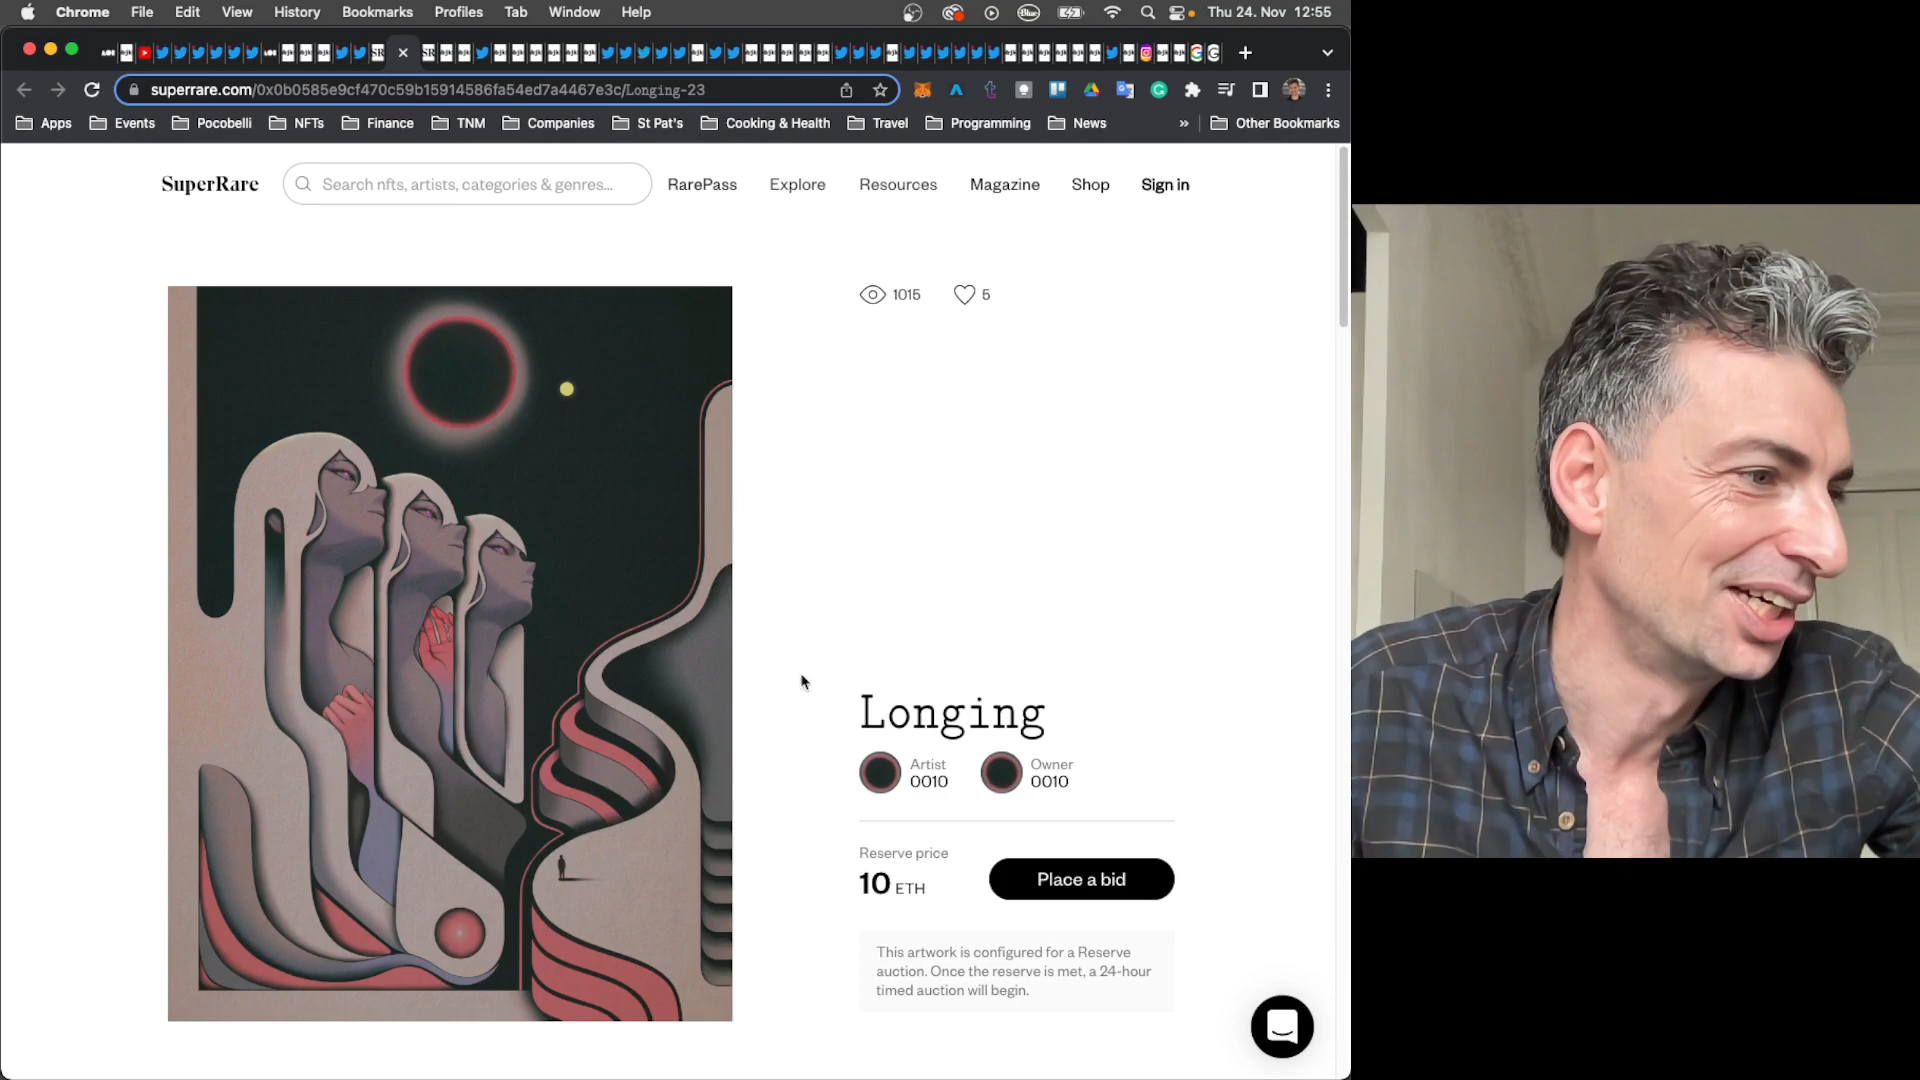 Chrome File Edit View History Bookmarks Profiles Tab Window Help
Thu 24. Nov 12:55
superrare.com/0x0b0585e9cf470c59b15914586fa54ed7a4467e3c/Longing-23
Apps Events Pocobelli NFTs Finance TNM Companies St Pat's Cooking & Health Travel Programming News » Other Bookmarks
SuperRare Search nfts, artists, categories & genres... RarePass Explore Resources Magazine Shop Sign in
1015 5
Longing
Artist Owner
0010 0010
Reserve price
10 ETH Place a bid
This artwork is configured for a Reserve
auction. Once the reserve is met, a 24-hour
timed auction will begin.